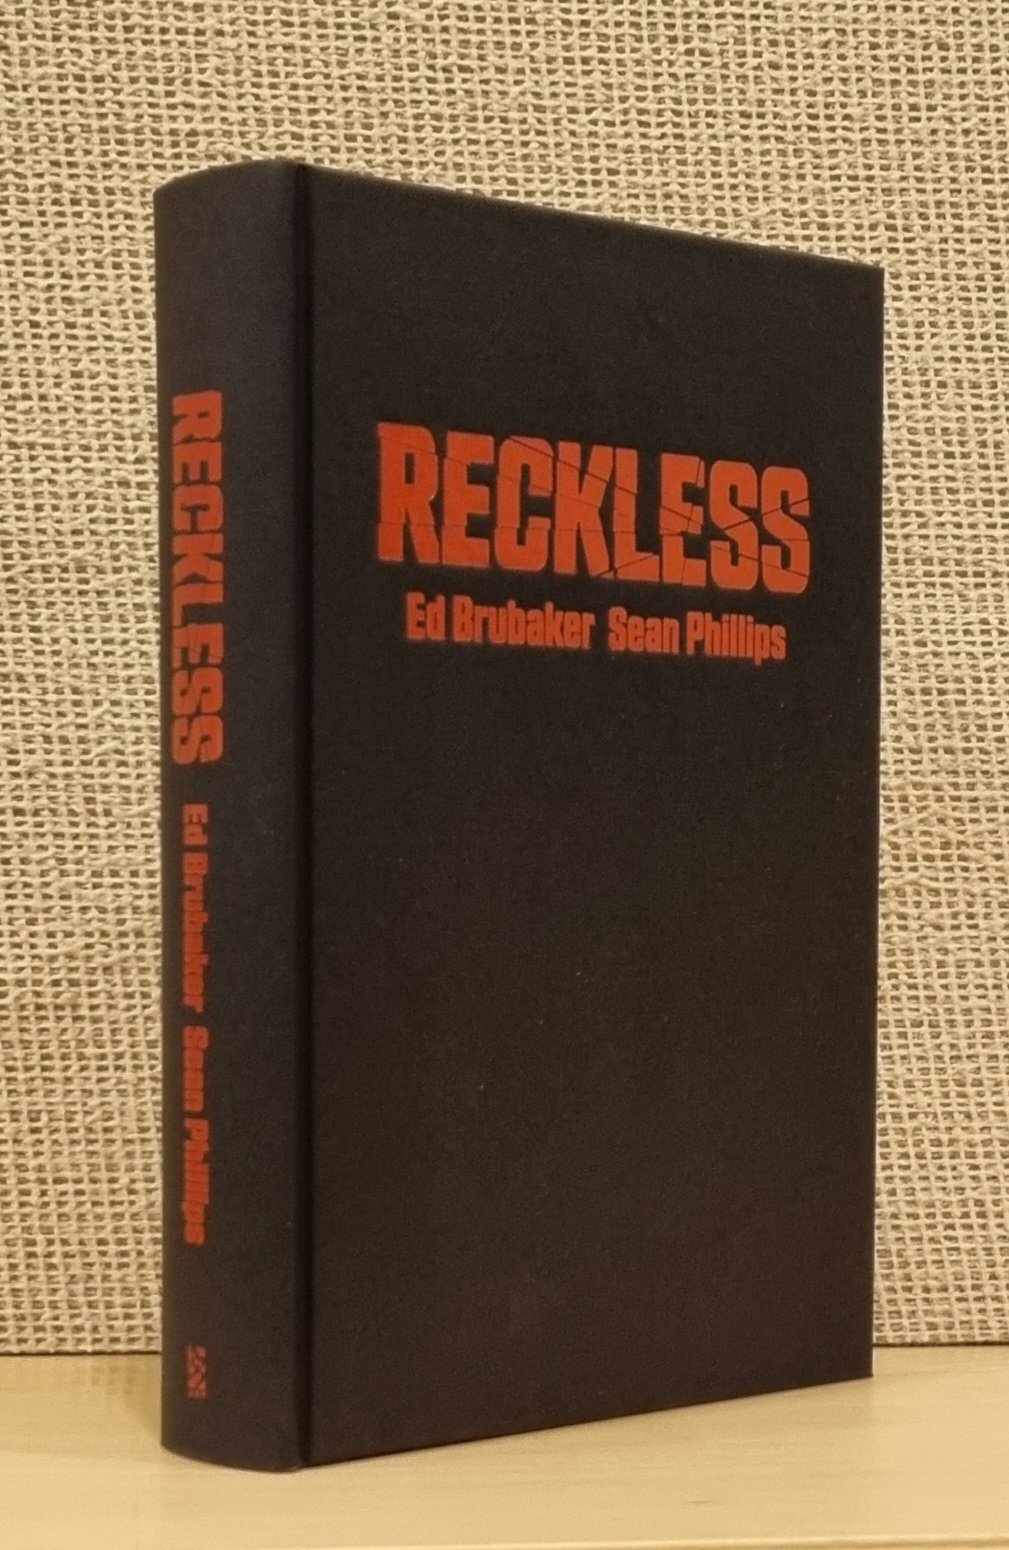 RECKLESS
Ed Brubaker Sean Phillips
RECKLESS Ed Brubaker Sean Phillips